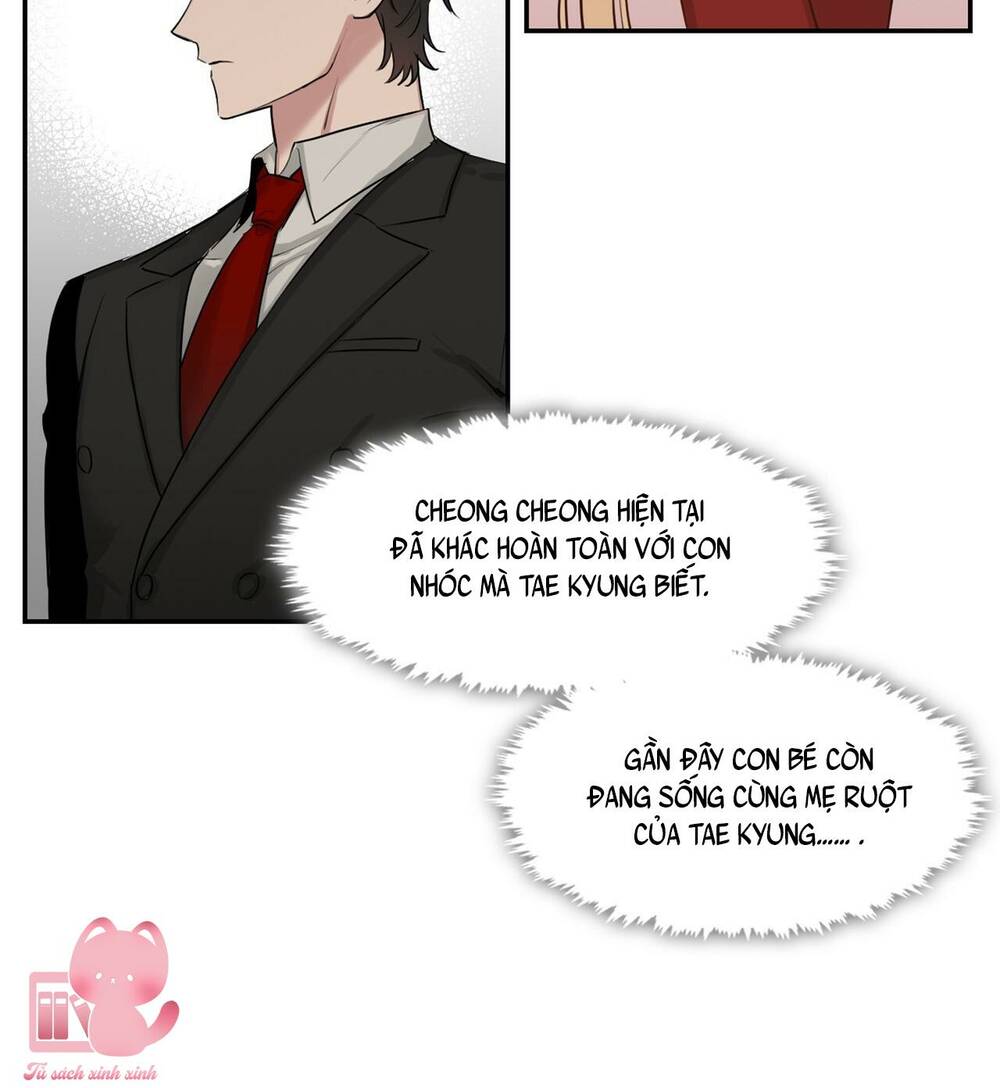 CHEONG CHEONG HIỆN TẠI
ĐÃ KHÁC HOÀN TOÀN VỚI CON
NHÓC MÀ TAE KYUNG BIẾT.
GẦN ĐÂY CON BÉ CÒN
ĐANG SỐNG CÙNG MẸ RUỘT
CỦA TAE KYUNG...... .
Tủ sách xinh xinh